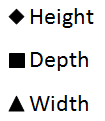 ◆ Height
■ Depth
▲ Width